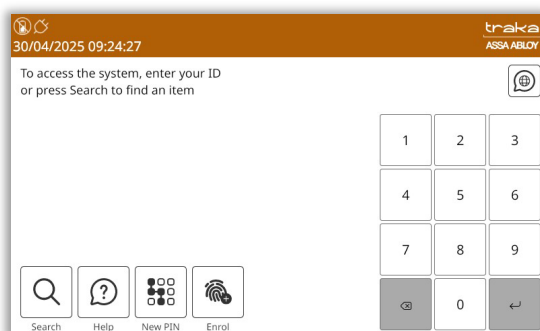 traka
30/04/2025 09:24:27
ASSA ABLOY
To access the system, enter your ID
or press Search to find an item
1 2 3
4 5 6
7 8 9
0
Search Help New PIN Enrol